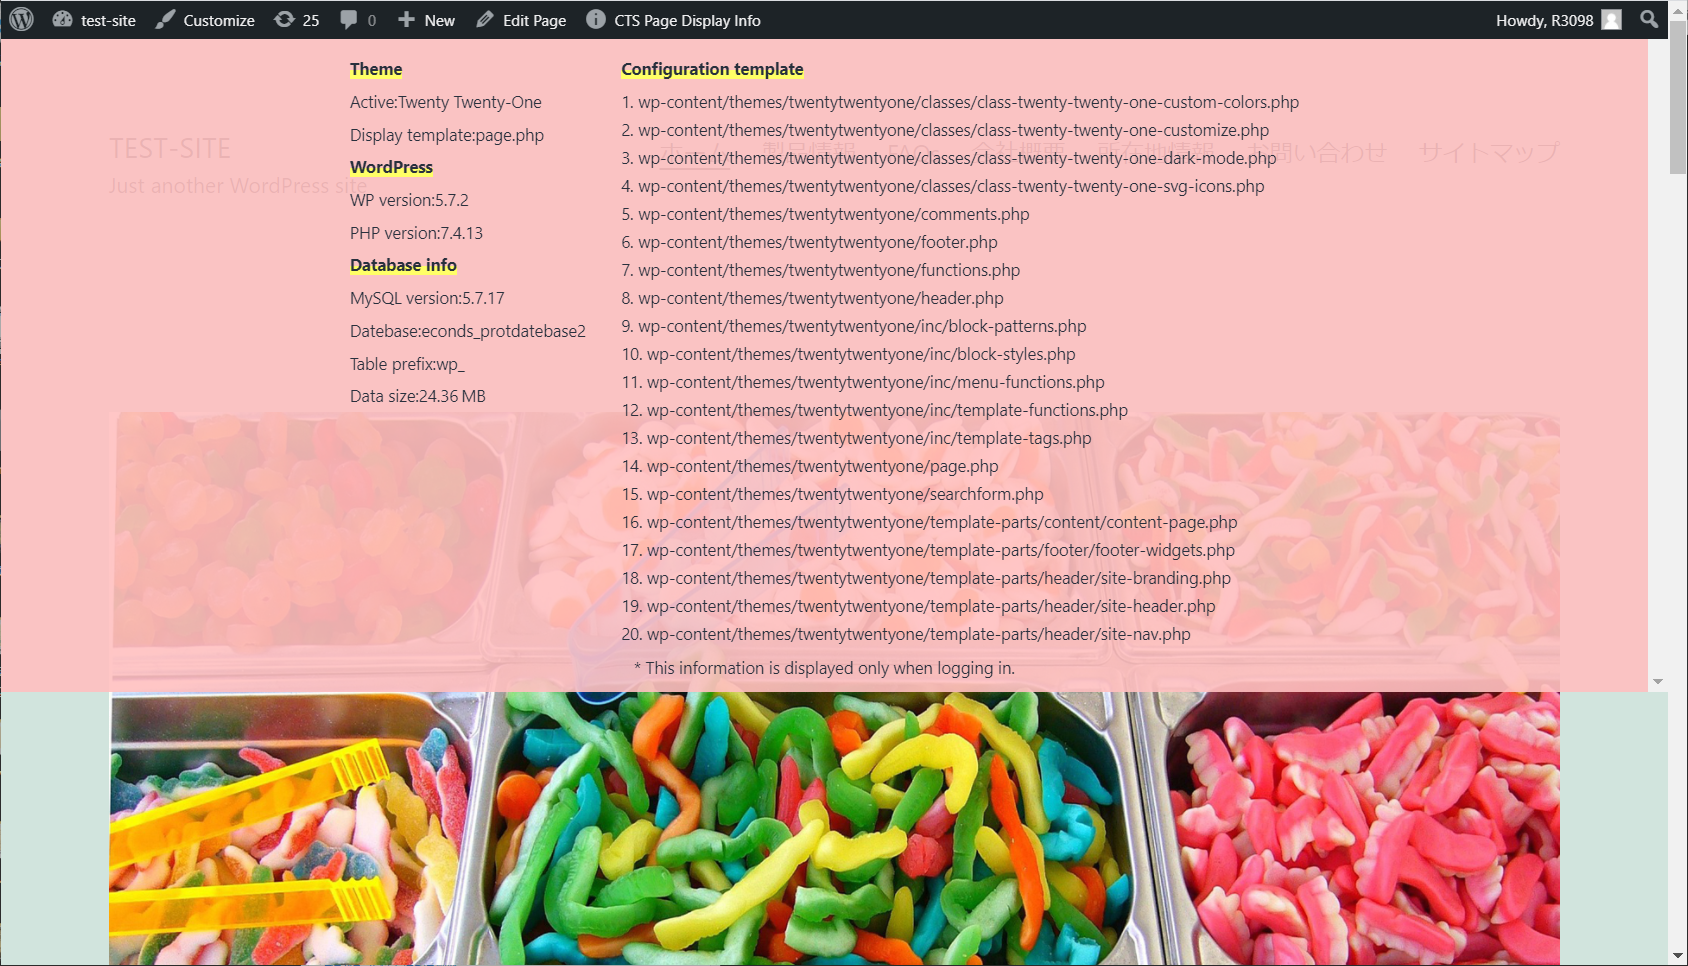 test-site Customize 25 0 New Edit Page CTS Page Display Info Howdy, R3098
Theme
Active:Twenty Twenty-One
Display template:page.php
WordPress
WP version:5.7.2
PHP version:7.4.13
Database info
MySQL version:5.7.17
Datebase:econds_protdatebase2
Table prefix:wp_
Data size:24.36 MB
Configuration template
1. wp-content/themes/twentytwentyone/classes/class-twenty-twenty-one-custom-colors.php
2. wp-content/themes/twentytwentyone/classes/class-twenty-twenty-one-customize.php
3. wp-content/themes/twentytwentyone/classes/class-twenty-twenty-one-dark-mode.php
4. wp-content/themes/twentytwentyone/classes/class-twenty-twenty-one-svg-icons.php
5. wp-content/themes/twentytwentyone/comments.php
6. wp-content/themes/twentytwentyone/footer.php
7. wp-content/themes/twentytwentyone/functions.php
8. wp-content/themes/twentytwentyone/header.php
9. wp-content/themes/twentytwentyone/inc/block-patterns.php
10. wp-content/themes/twentytwentyone/inc/block-styles.php
11. wp-content/themes/twentytwentyone/inc/menu-functions.php
12. wp-content/themes/twentytwentyone/inc/template-functions.php
13. wp-content/themes/twentytwentyone/inc/template-tags.php
14. wp-content/themes/twentytwentyone/page.php
15. wp-content/themes/twentytwentyone/searchform.php
16. wp-content/themes/twentytwentyone/template-parts/content/content-page.php
17. wp-content/themes/twentytwentyone/template-parts/footer/footer-widgets.php
18. wp-content/themes/twentytwentyone/template-parts/header/site-branding.php
19. wp-content/themes/twentytwentyone/template-parts/header/site-header.php
20. wp-content/themes/twentytwentyone/template-parts/header/site-nav.php
* This information is displayed only when logging in.
TEST-SITE
Just another WordPress site
ホーム 製品情報 会社概要 所在地情報 お問い合わせ サイトマップ